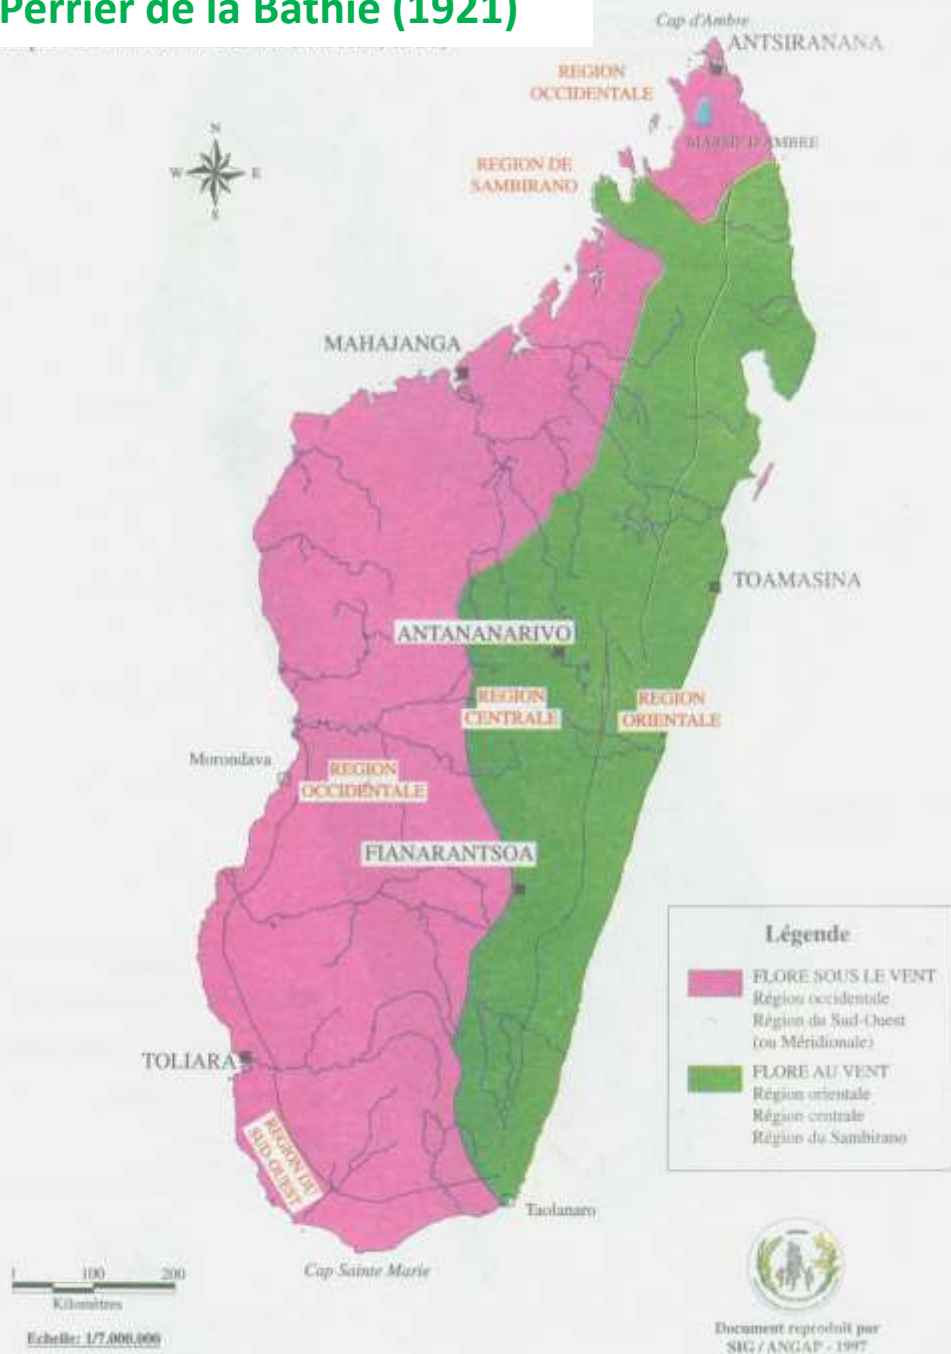 Perrier de la Bathie (1921)
Cap d'Ambre
ANTSIRANANA
REGION
OCCIDENTALE
MASSIF D'AMBRE
N
W E
S
REGION DE
SAMBIRANO
MAHAJANGA
TOAMASINA
ANTANANARIVO
REGION
CENTRALE
REGION
ORIENTALE
Morondava
REGION
OCCIDENTALE
FIANARANTSOA
Légende
FLORE SOUS LE VENT
Région occidentale
Région du Sud-Ouest
(ou Méridionale)
FLORE AU VENT
Région orientale
Région centrale
Région du Sambirano
TOLIARA
REGION DU
SUD-OUEST
Taolanaro
Cap Sainte Marie
100 200
Kilomètres
Echelle: 1/7.000.000
Document reproduit par
SIG / ANGAP - 1997